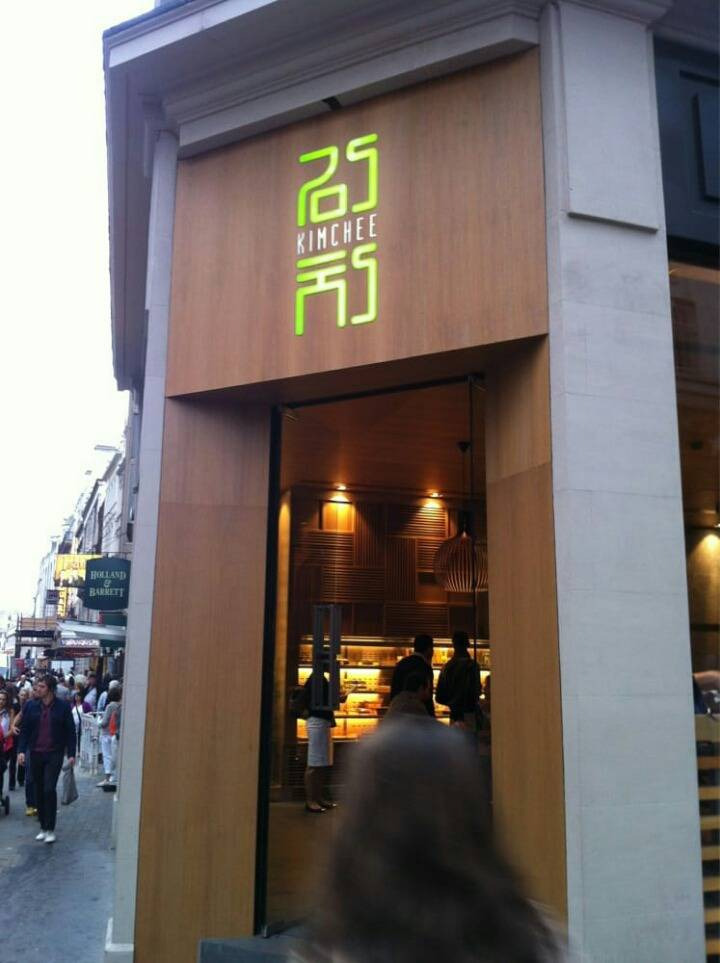 KIMCHEE
HOLLAND
&
BARRETT